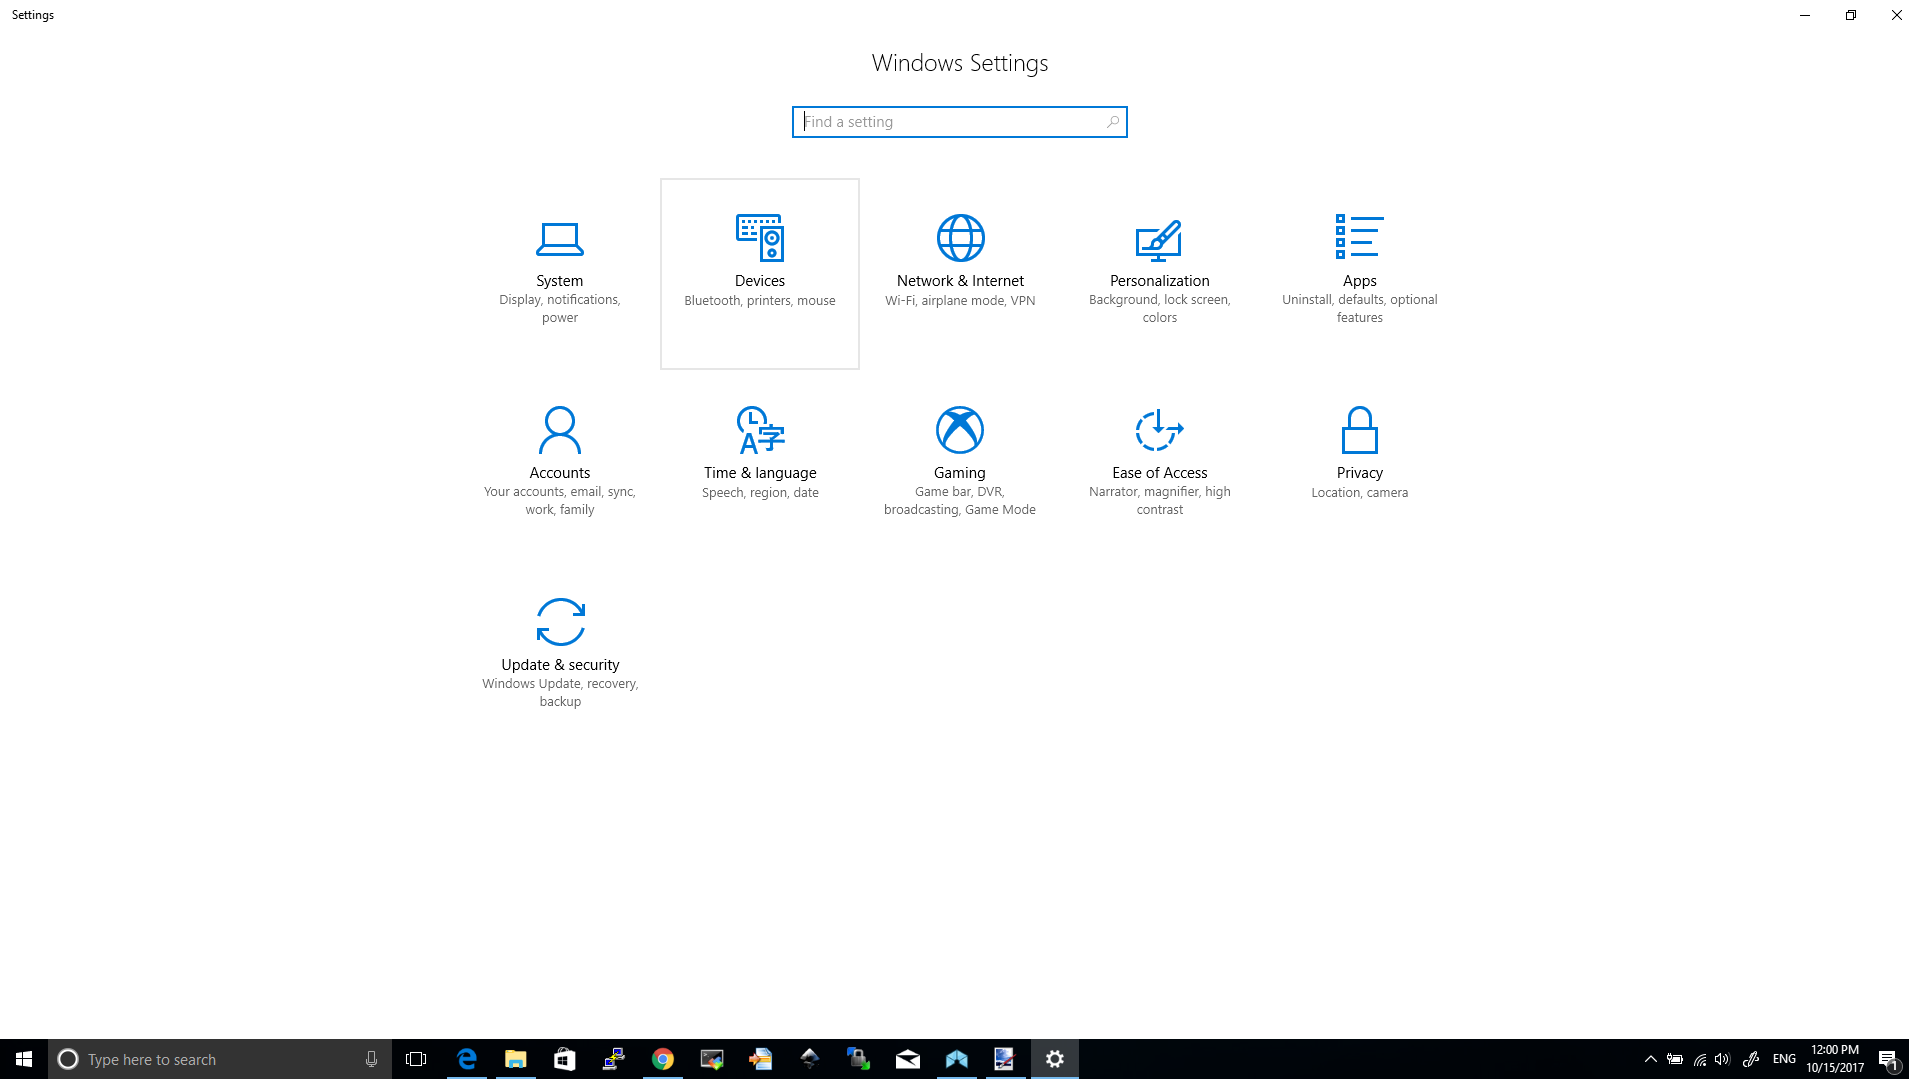 Settings
Windows Settings
Find a setting
System
Display, notifications,
power
Devices
Bluetooth, printers, mouse
Network & Internet
Wi-Fi, airplane mode, VPN
Personalization
Background, lock screen,
colors
Apps
Uninstall, defaults, optional
features
Accounts
Your accounts, email, sync,
work, family
Time & language
Speech, region, date
Gaming
Game bar, DVR,
broadcasting, Game Mode
Ease of Access
Narrator, magnifier, high
contrast
Privacy
Location, camera
Update & security
Windows Update, recovery,
backup
Type here to search
ENG
12:00 PM
10/15/2017
1